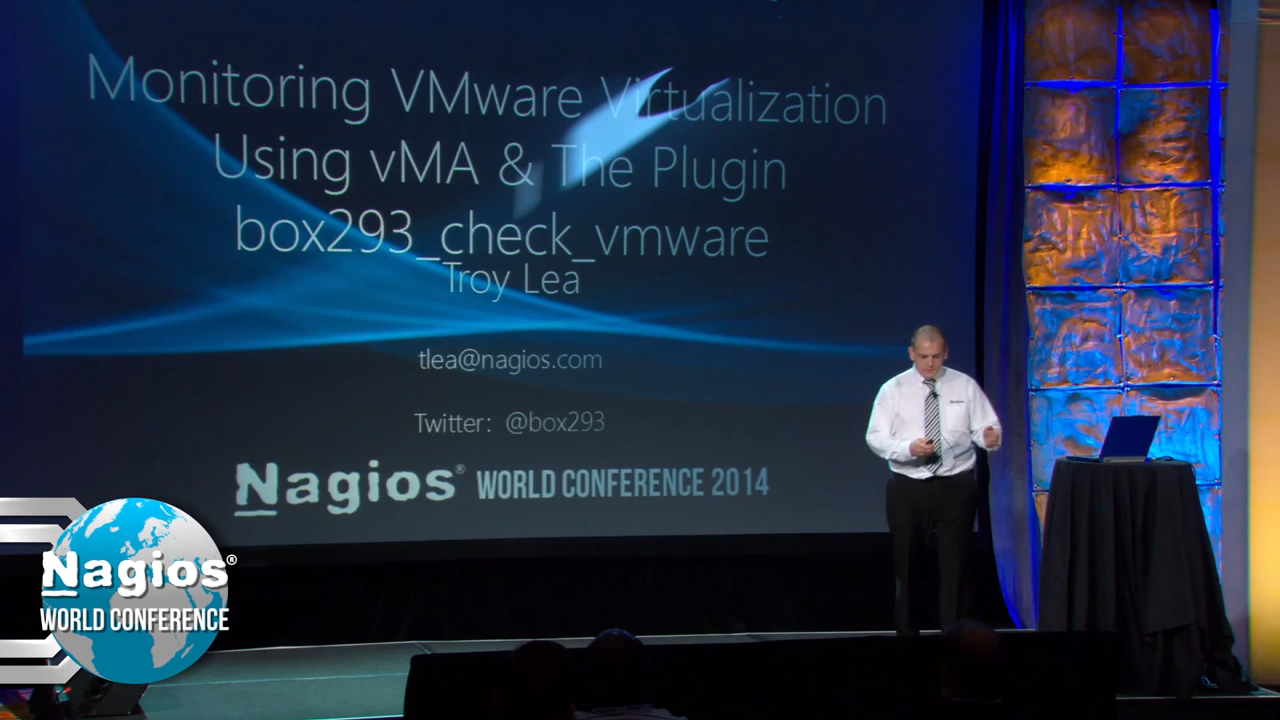 Monitoring VMware Virtualization
Using vMA & The Plugin
box293_check_vmware
Troy Lea
tlea@nagios.com
Twitter: @box293
Nagios® WORLD CONFERENCE 2014
Nagios®
WORLD CONFERENCE